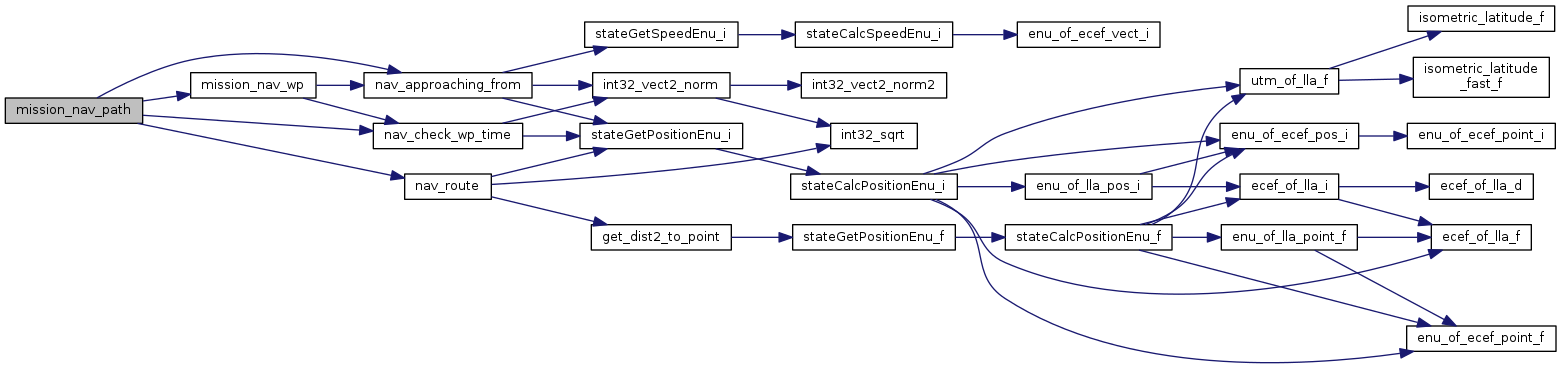 mission_nav_path
mission_nav_wp
nav_approaching_from
nav_check_wp_time
nav_route
stateGetSpeedEnu_i
int32_vect2_norm
stateGetPositionEnu_i
get_dist2_to_point
stateCalcSpeedEnu_i
int32_vect2_norm2
int32_sqrt
stateCalcPositionEnu_i
stateGetPositionEnu_f
enu_of_ecef_vect_i
enu_of_lla_pos_i
stateCalcPositionEnu_f
utm_of_lla_f
enu_of_ecef_pos_i
ecef_of_lla_i
enu_of_lla_point_f
isometric_latitude_f
isometric_latitude
_fast_f
enu_of_ecef_point_i
ecef_of_lla_d
ecef_of_lla_f
enu_of_ecef_point_f